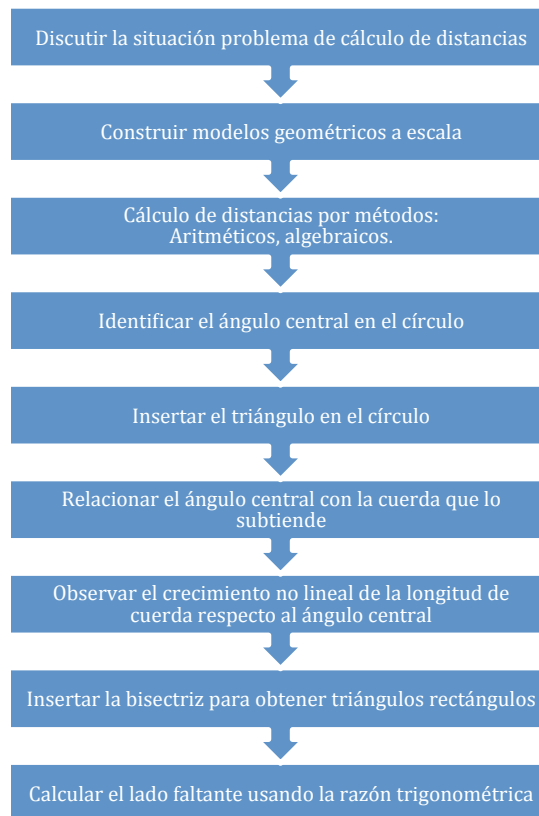 Discutir la situación problema de cálculo de distancias
Construir modelos geométricos a escala
Cálculo de distancias por métodos:
Aritméticos, algebraicos.
Identificar el ángulo central en el círculo
Insertar el triángulo en el círculo
Relacionar el ángulo central con la cuerda que lo
subtiende
Observar el crecimiento no lineal de la longitud de
cuerda respecto al ángulo central
Insertar la bisectriz para obtener triángulos rectángulos
Calcular el lado faltante usando la razón trigonométrica